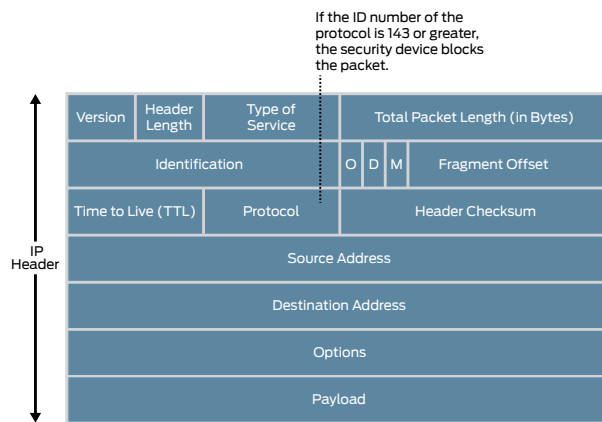 If the ID number of the
protocol is 143 or greater,
the security device blocks
the packet.
Version
Header
Length
Type of
Service
Total Packet Length (in Bytes)
Identification
O
D
M
Fragment Offset
Time to Live (TTL)
Protocol
Header Checksum
IP
Header
Source Address
Destination Address
Options
Payload